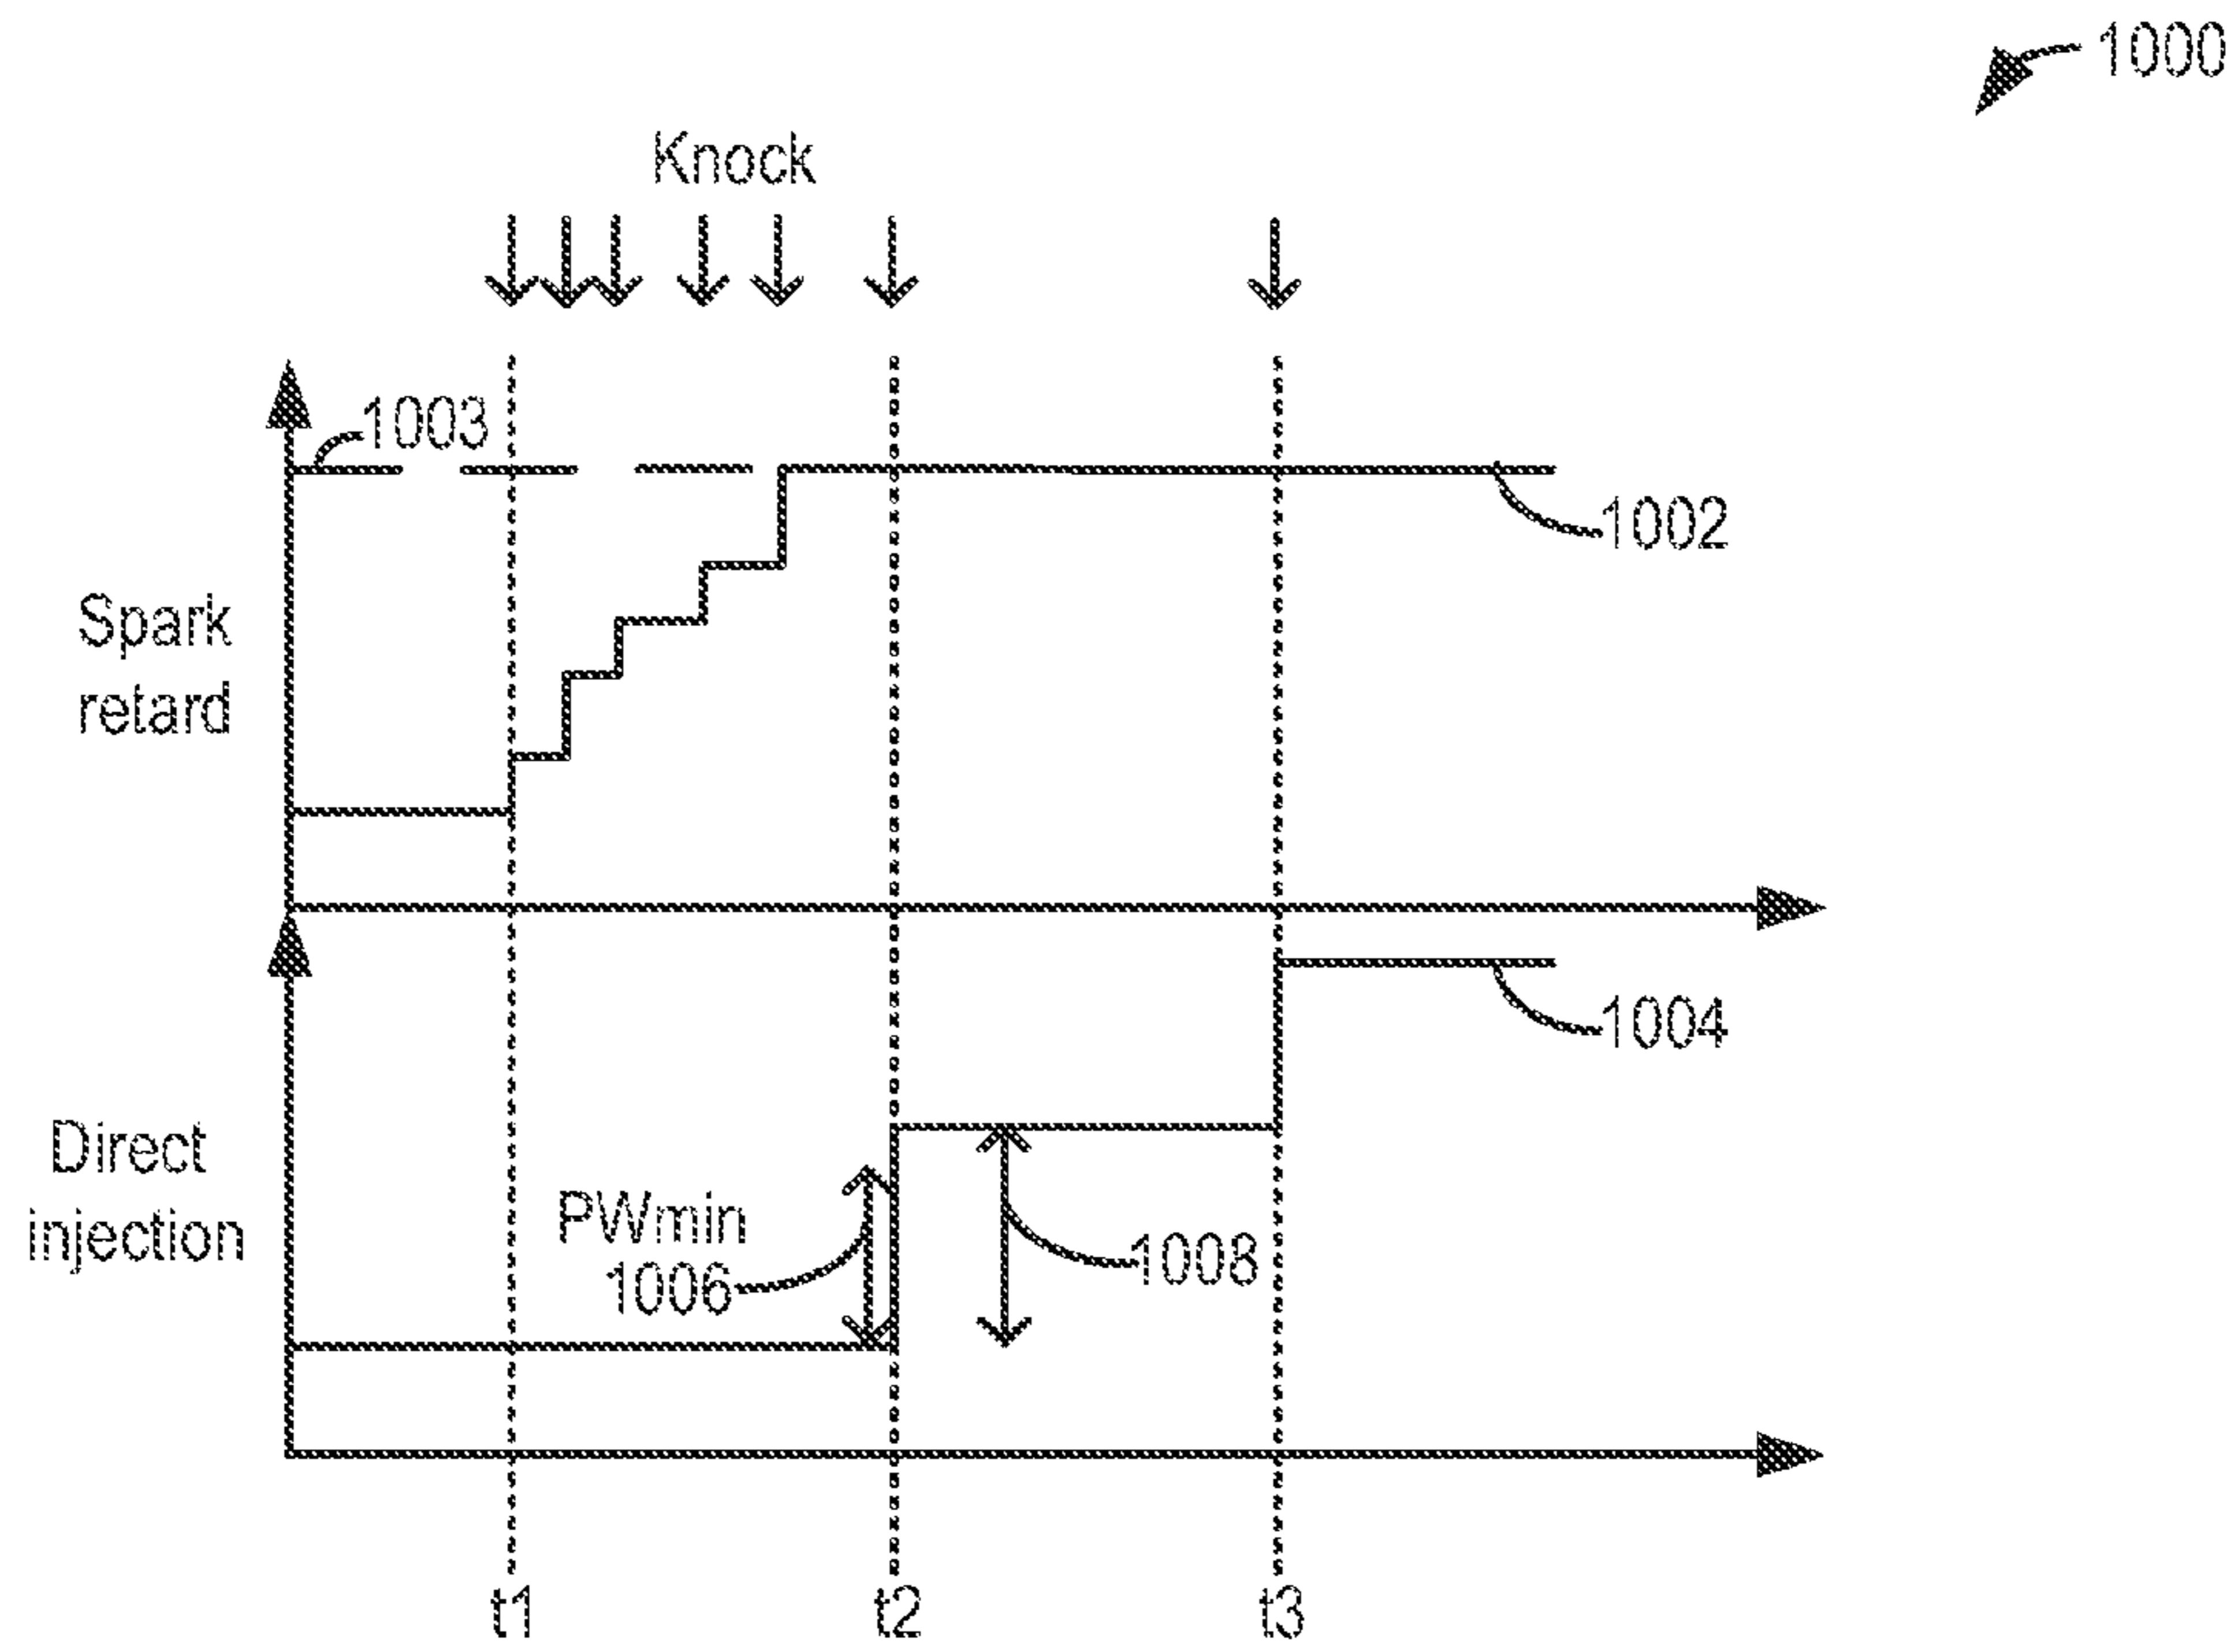 1000
Knock
1003
1002
Spark
retard
1004
Direct
injection
PWmin
1006
1008
t1
t2
t3